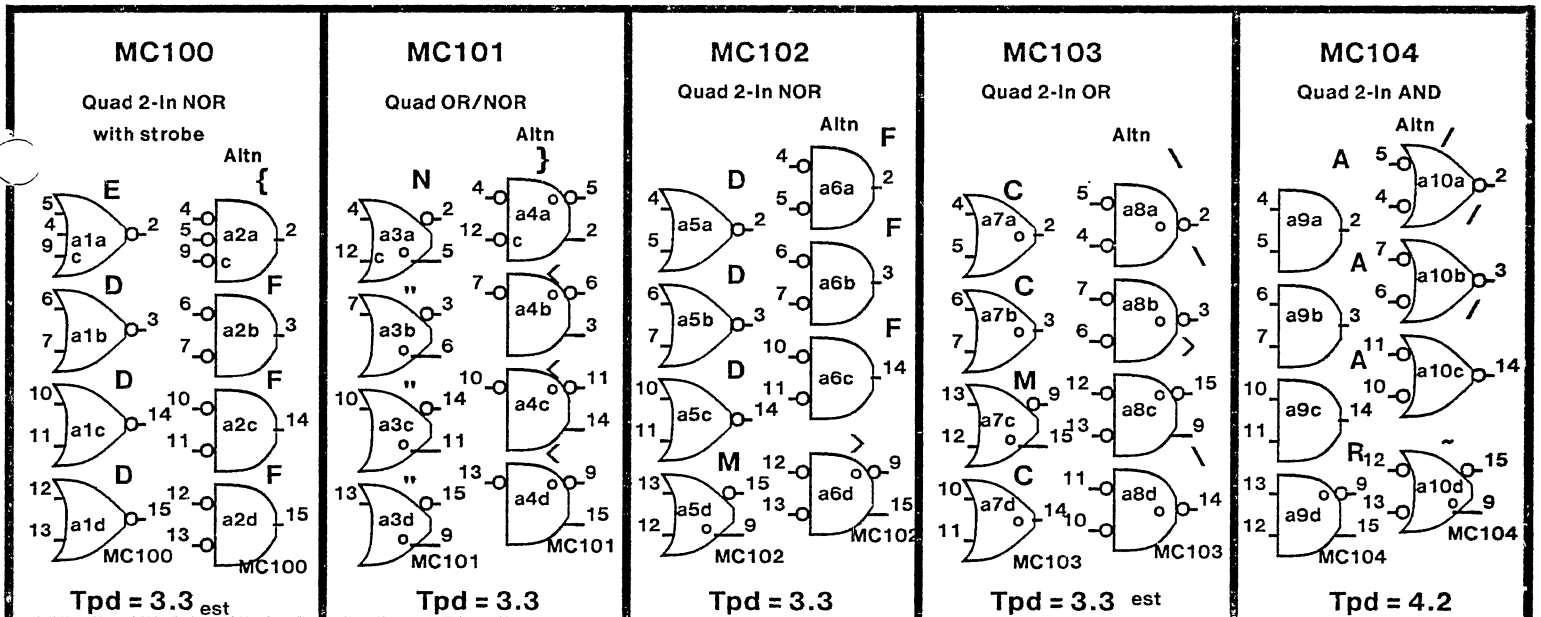 MC100
Quad 2-In NOR
with strobe
Altn
{
E
5
4
9
a1a
c
2
4
5
9
a2a
c
2
D
6
7
a1b
3
F
6
7
a2b
3
D
10
11
a1c
14
F
10
11
a2c
14
D
12
13
a1d
15
MC100
F
12
13
a2d
15
MC100
Tpd = 3.3 est
MC101
Quad OR/NOR
Altn
}
N
4
12
a3a
c
2
5
4
12
a4a
c
5
2
"
7
a3b
3
6
<
7
a4b
6
3
"
10
a3c
14
11
<
10
a4c
11
14
"
13
a3d
15
9
MC101
<
13
a4d
9
15
MC101
Tpd = 3.3
MC102
Quad 2-In NOR
Altn
D
4
5
a5a
2
F
4
5
a6a
2
D
6
7
a5b
3
F
6
7
a6b
3
D
10
11
a5c
14
F
10
11
a6c
14
M
13
12
a5d
15
9
MC102
>
12
13
a6d
9
15
MC102
Tpd = 3.3
MC103
Quad 2-In OR
Altn
\
C
4
5
a7a
2
5
4
a8a
2
\
C
6
7
a7b
3
7
6
a8b
3
>
M
13
12
a7c
9
15
12
13
a8c
15
9
\
C
10
11
a7d
14
MC103
11
10
a8d
14
MC103
Tpd = 3.3 est
MC104
Quad 2-In AND
Altn
/
A
4
5
a9a
2
5
4
a10a
2
/
A
6
7
a9b
3
7
6
a10b
3
/
A
10
11
a9c
14
11
10
a10c
14
~
R
13
12
a9d
9
15
MC104
12
13
a10d
15
9
MC104
Tpd = 4.2